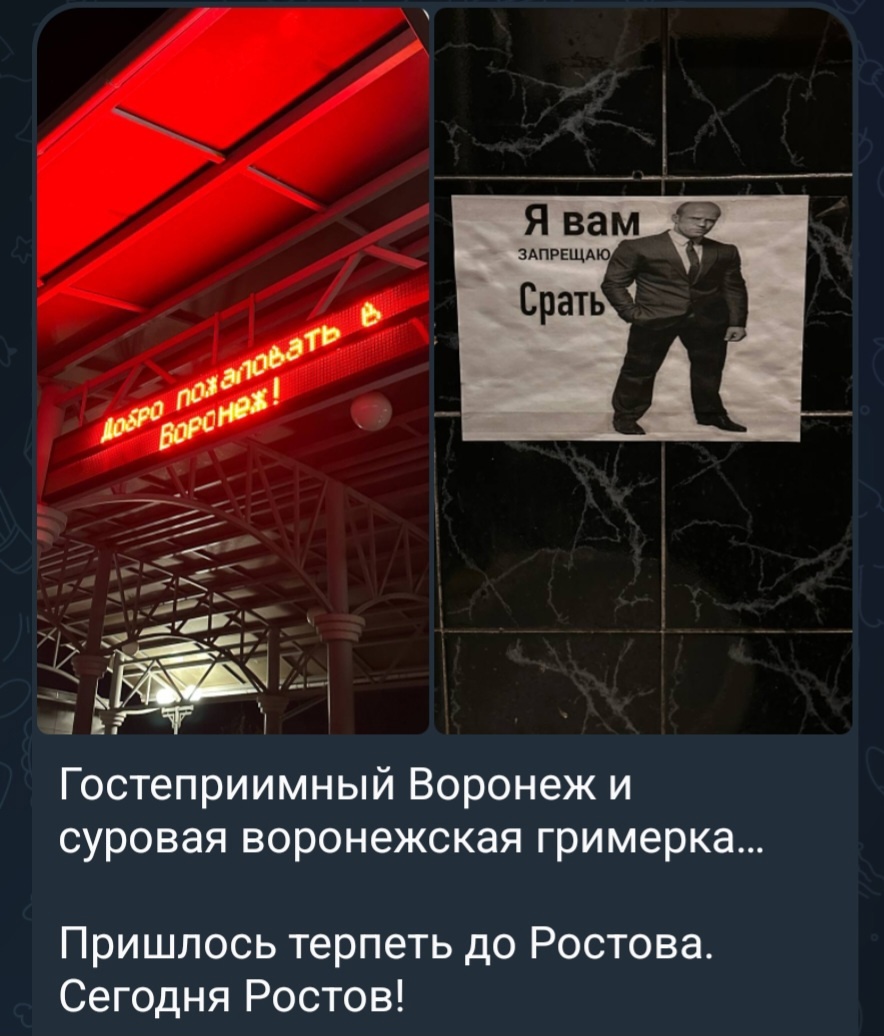 Добро пожаловать в
Воронеж!
Я вам
ЗАПРЕЩАЮ
Срать
Гостеприимный Воронеж и
суровая воронежская гримерка...
Пришлось терпеть до Ростова.
Сегодня Ростов!